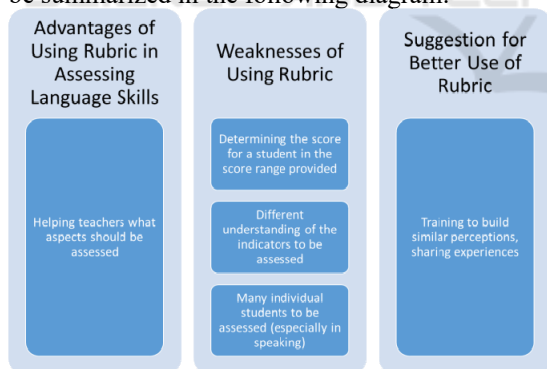 be summarized in the following diagram.
Advantages of
Using Rubric in
Assessing
Language Skills
Helping teachers what
aspects should be
assessed
Weaknesses of
Using Rubric
Determining the score
for a student in the
score range provided
Different
understanding of the
indicators to be
assessed
Many individual
students to be
assessed (especially in
speaking)
Suggestion for
Better Use of
Rubric
Training to build
similar perceptions,
sharing experiences